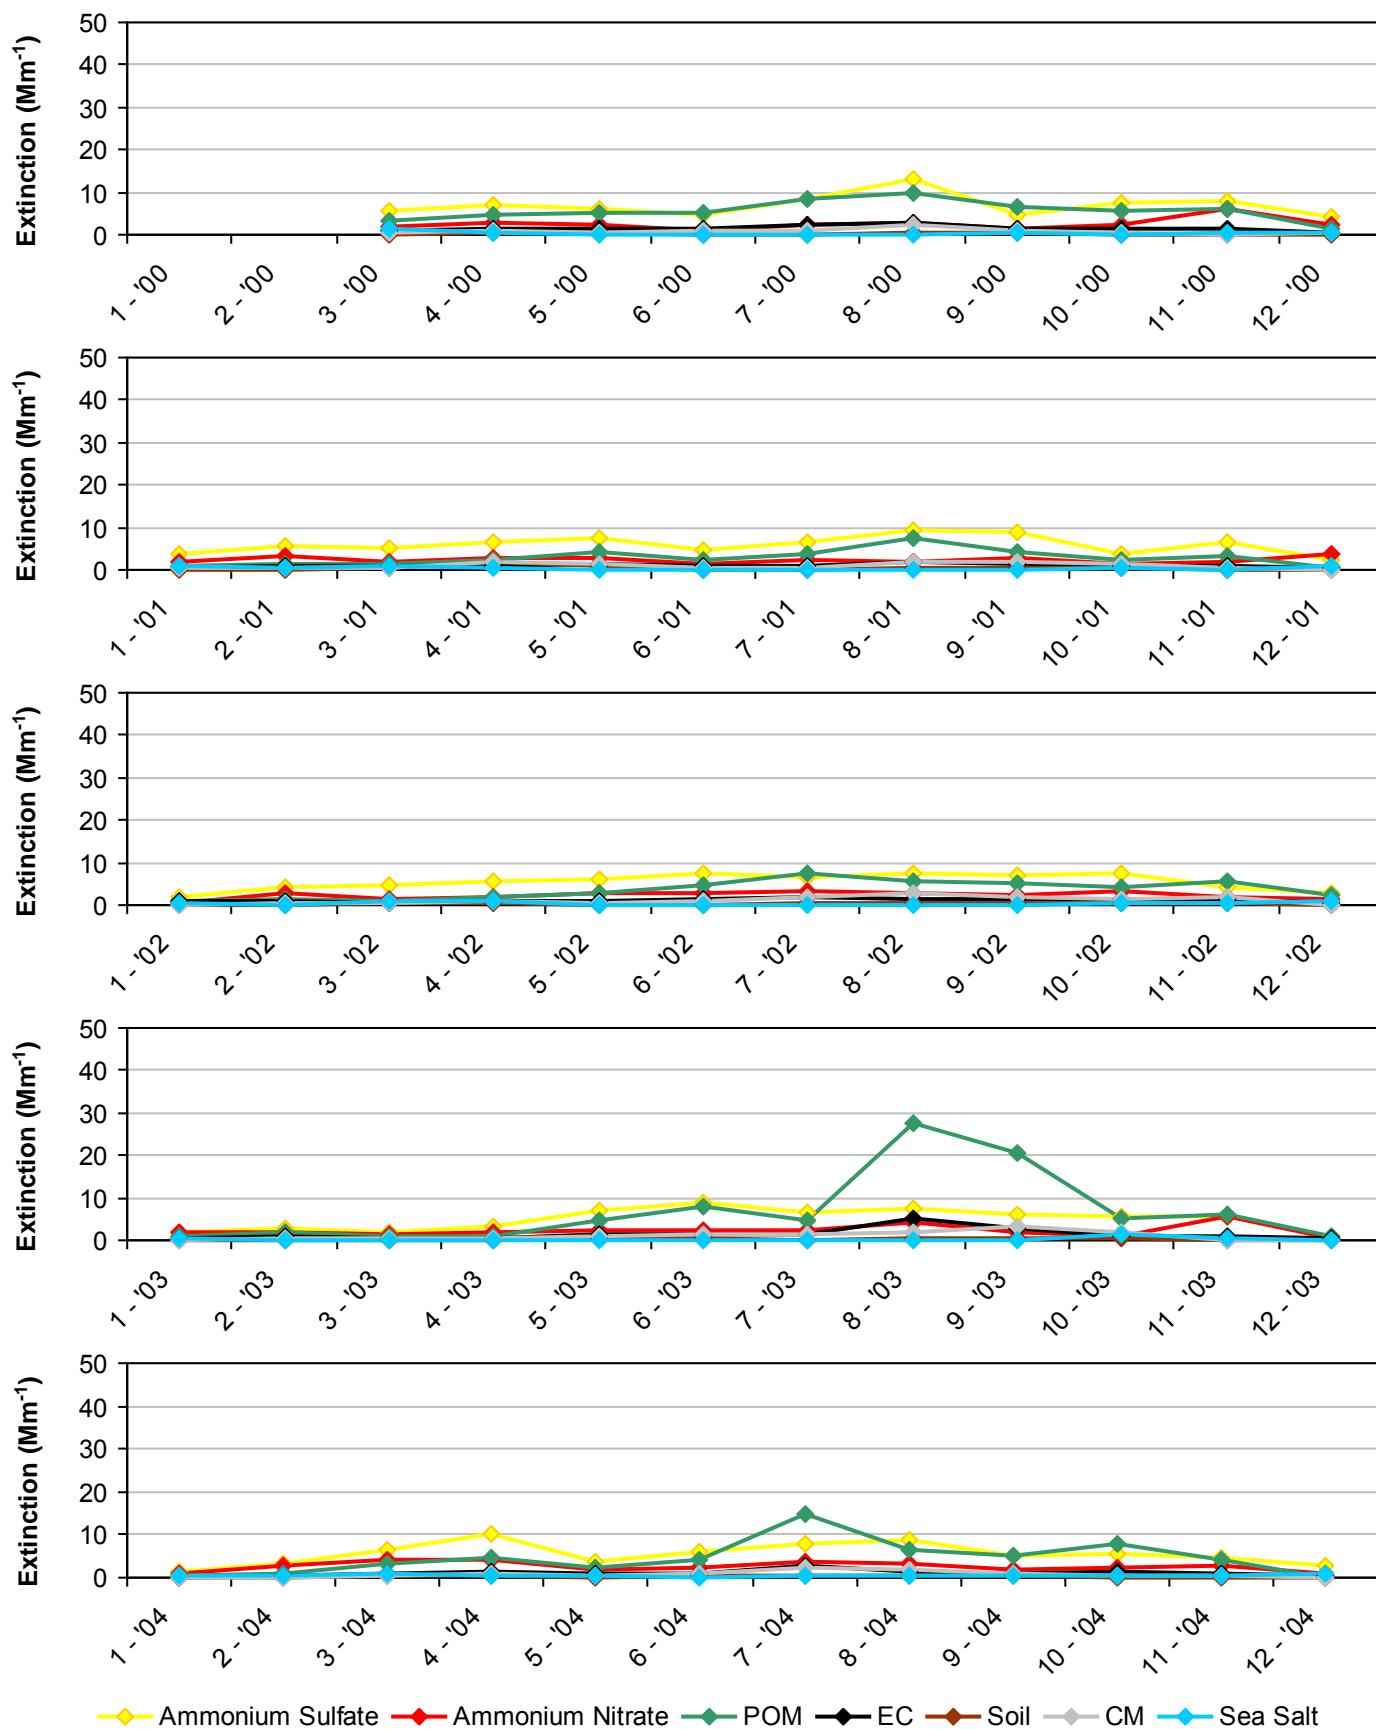 Extinction (Mm-1)
50
40
30
20
10
0
1 - '00
2 - '00
3 - '00
4 - '00
5 - '00
6 - '00
7 - '00
8 - '00
9 - '00
10 - '00
11 - '00
12 - '00
Extinction (Mm-1)
50
40
30
20
10
0
1 - '01
2 - '01
3 - '01
4 - '01
5 - '01
6 - '01
7 - '01
8 - '01
9 - '01
10 - '01
11 - '01
12 - '01
Extinction (Mm-1)
50
40
30
20
10
0
1 - '02
2 - '02
3 - '02
4 - '02
5 - '02
6 - '02
7 - '02
8 - '02
9 - '02
10 - '02
11 - '02
12 - '02
Extinction (Mm-1)
50
40
30
20
10
0
1 - '03
2 - '03
3 - '03
4 - '03
5 - '03
6 - '03
7 - '03
8 - '03
9 - '03
10 - '03
11 - '03
12 - '03
Extinction (Mm-1)
50
40
30
20
10
0
1 - '04
2 - '04
3 - '04
4 - '04
5 - '04
6 - '04
7 - '04
8 - '04
9 - '04
10 - '04
11 - '04
12 - '04
Ammonium Sulfate Ammonium Nitrate POM EC Soil CM Sea Salt